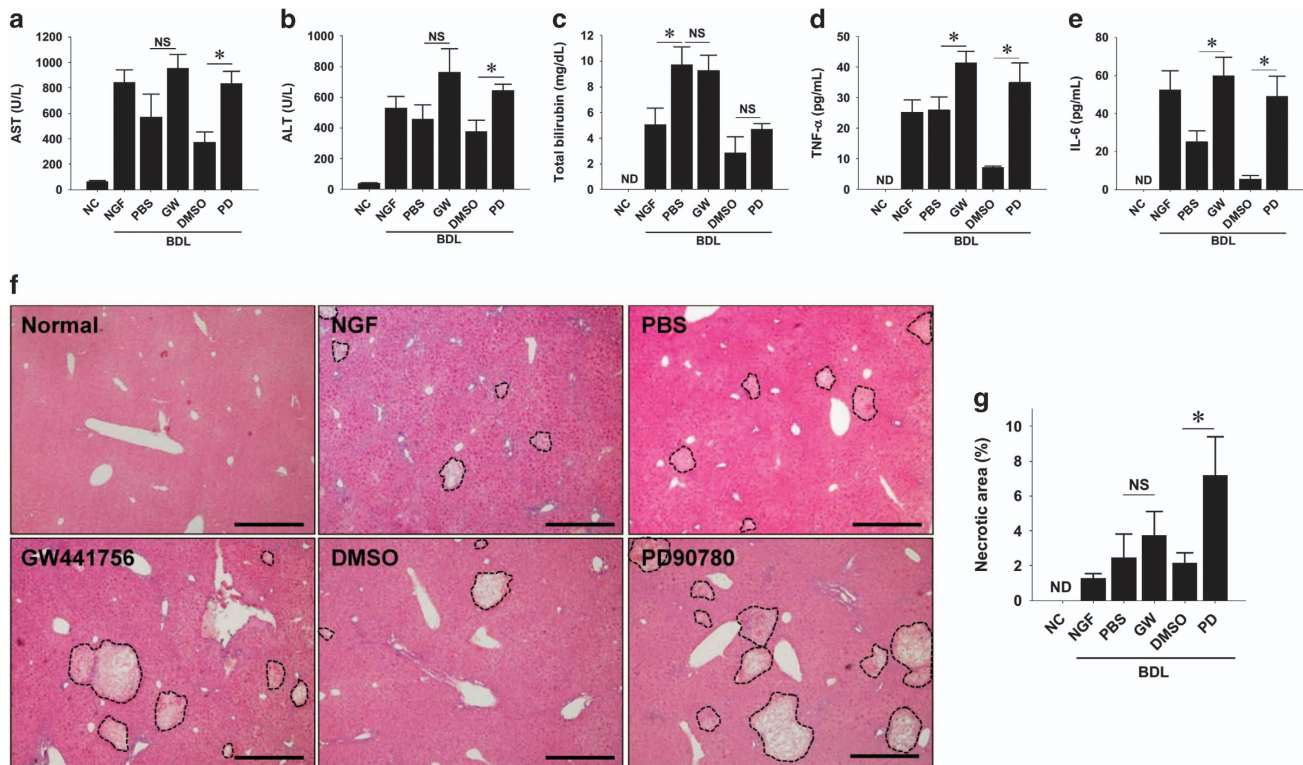 a
AST (U/L)
1200
1000
800
600
400
200
0
NS
*
NC
NGF
PBS
GW
DMSO
PD
BDL
b
ALT (U/L)
1000
800
600
400
200
0
NS
*
NC
NGF
PBS
GW
DMSO
PD
BDL
c
Total bilirubin (mg/dL)
12
10
8
6
4
2
0
*
NS
NS
ND
NC
NGF
PBS
GW
DMSO
PD
BDL
d
TNF-α (pg/mL)
50
40
30
20
10
0
*
*
ND
NC
NGF
PBS
GW
DMSO
PD
BDL
e
IL-6 (pg/mL)
80
60
40
20
0
*
*
ND
NC
NGF
PBS
GW
DMSO
PD
BDL
f
Normal
NGF
PBS
GW441756
DMSO
PD90780
g
Necrotic area (%)
10
8
6
4
2
0
ND
NS
*
NC
NGF
PBS
GW
DMSO
PD
BDL